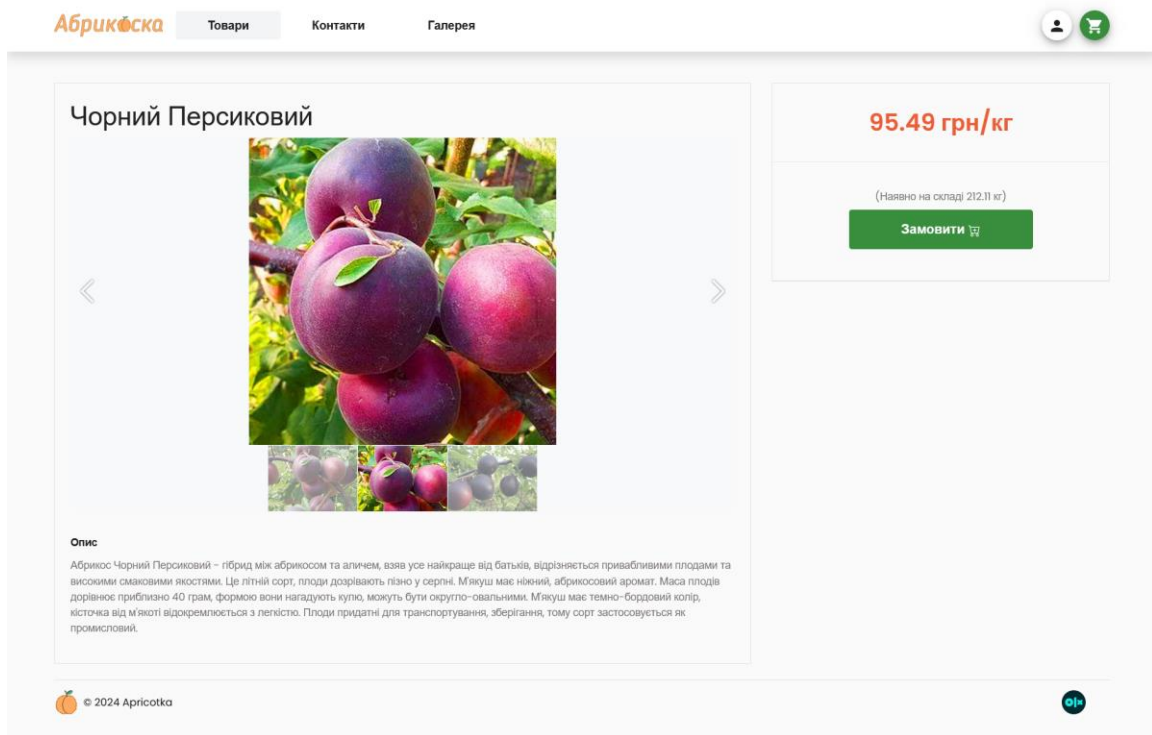 Абрикоска Товари Контакти Галерея
Чорний Персиковий
95.49 грн/кг
(Наявно на складі 212.11 кг)
Замовити
Опис
Абрикос Чорний Персиковий - гібрид між абрикосом та аличем, взяв усе найкраще від батьків, відрізняється привабливими плодами та
високими смаковими якостями. Це літній сорт, плоди дозрівають пізно у серпні. М'якуш має ніжний, абрикосовий аромат. Маса плодів
дорівнює приблизно 40 грам, формою вони нагадують кулю, можуть бути округло-овальними. М'якуш має темно-бордовий колір,
кісточка від м'якоті відокремлюється з легкістю. Плоди придатні для транспортування, зберігання, тому сорт застосовується як
промисловий.
© 2024 Apricotka
olx